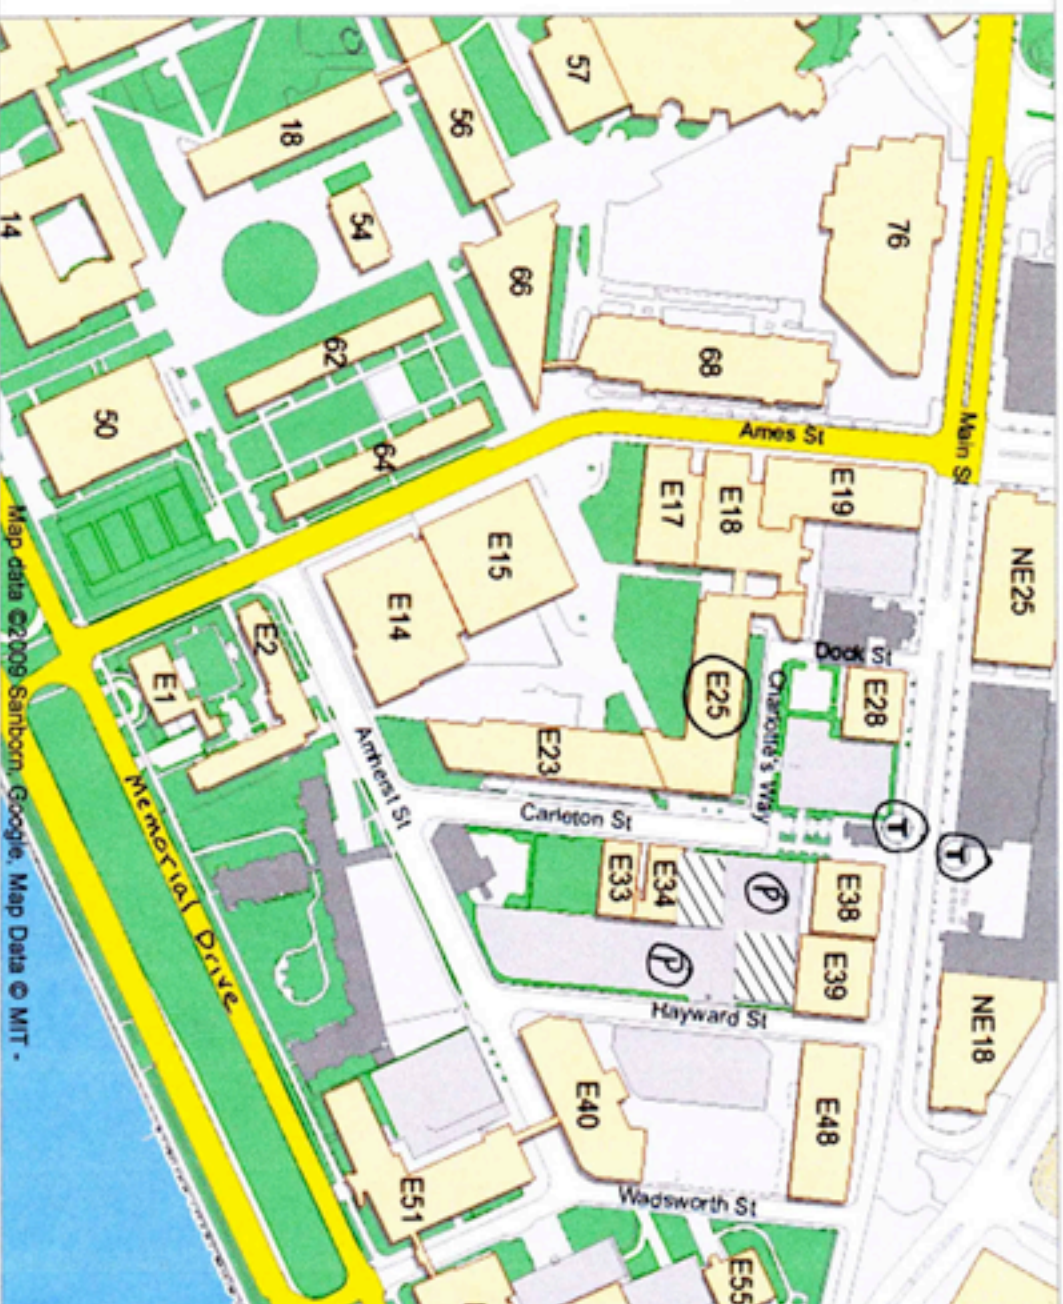 57
56
18
76
54
14
66
62
68
50
64
Ames St
Main St
E17
E18
E19
NE25
E15
E14
E2
E1
E25
Dock St
E28
Charlotte's Way
E23
Amherst St
Carleton St
T
T
Memorial Drive
E33
E34
P
E38
P
E39
Hayward St
NE18
E40
E48
E51
Wadsworth St
E55
Map data ©2009 Sanborn, Google, Map Data © MIT -